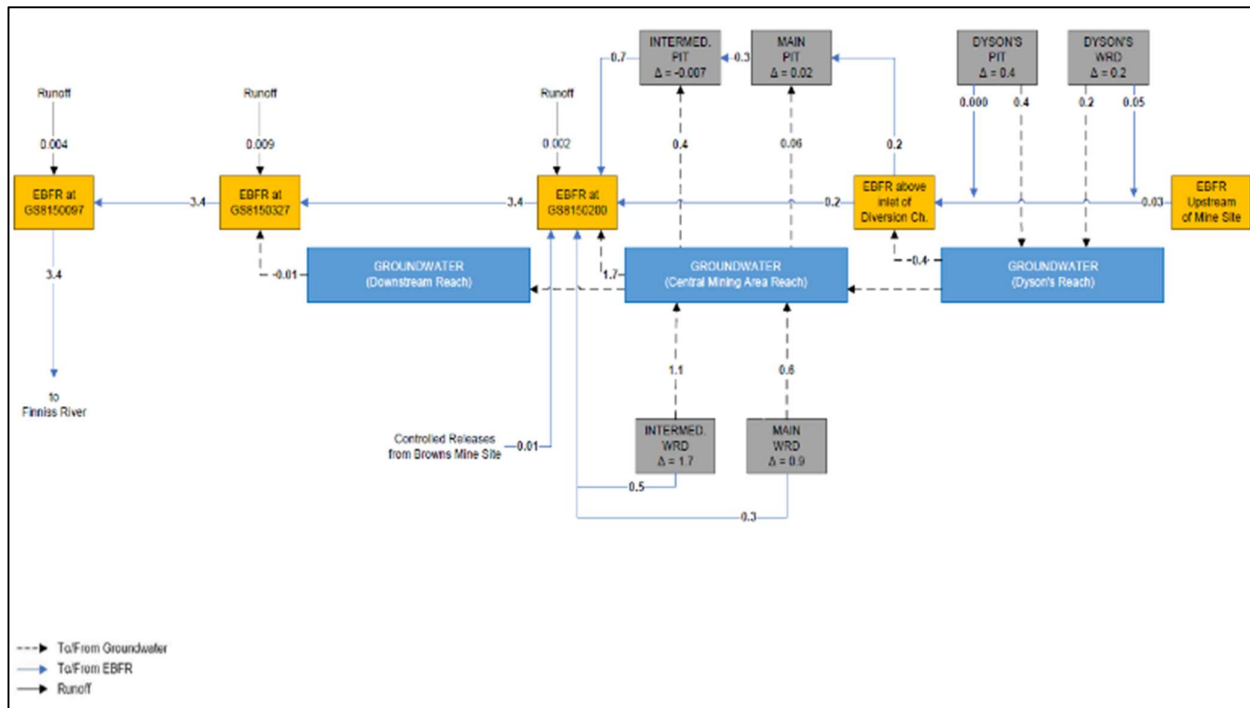 INTERMED.
PIT
Δ = -0.007
MAIN
PIT
Δ = 0.02
DYSON'S
PIT
Δ = 0.4
DYSON'S
WRD
Δ = 0.2
0.7
0.3
Runoff
Runoff
Runoff
0.000
0.4
0.2
0.05
0.004
0.009
0.002
0.4
0.06
0.2
EBFR at
GS8150097
3.4
EBFR at
GS8150327
3.4
EBFR at
GS8150200
0.2
EBFR above
inlet of
Diversion Ch.
0.03
EBFR
Upstream
of Mine Site
3.4
0.01
GROUNDWATER
(Downstream Reach)
1.7
GROUNDWATER
(Central Mining Area Reach)
0.4
GROUNDWATER
(Dyson's Reach)
1.1
0.6
to
Finniss River
Controlled Releases
from Browns Mine Site
0.01
INTERMED.
WRD
Δ = 1.7
MAIN
WRD
Δ = 0.9
0.5
0.3
To/From Groundwater
To/From EBFR
Runoff